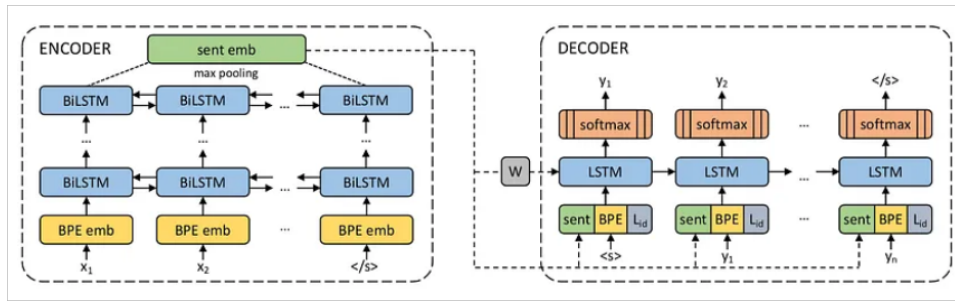 ENCODER
sent emb
max pooling
BiLSTM BiLSTM ... BiLSTM
... ... ...
BiLSTM BiLSTM ... BiLSTM
BPE emb BPE emb ... BPE emb
x1 x2 </s>
W
DECODER
y1 y2 </s>
softmax softmax ... softmax
LSTM LSTM ... LSTM
sent BPE Lid sent BPE Lid ... sent BPE Lid
<s> y1 yn